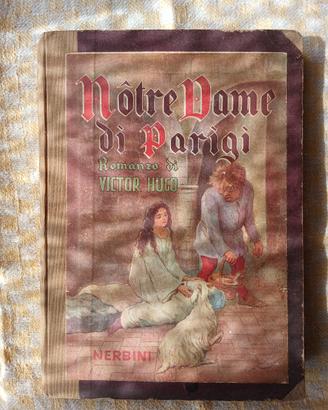 Nôtre Dame
di Parigi
Romanzo di
VICTOR HUGO
NERBINI